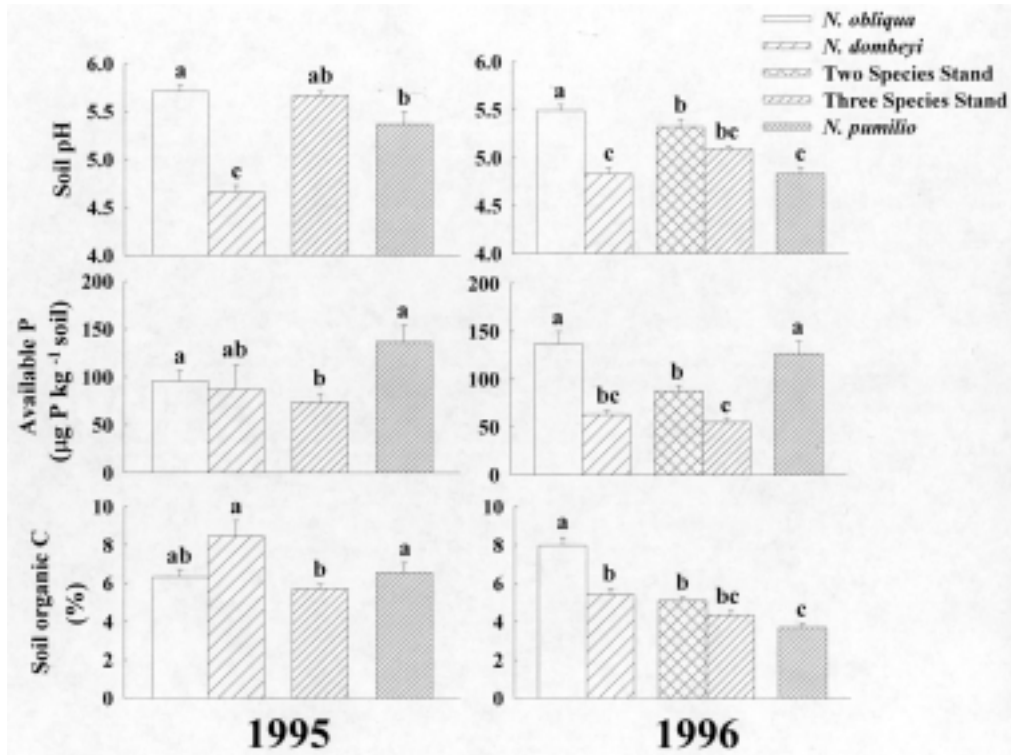 N. obliqua
N. dombeyi
Two Species Stand
Three Species Stand
N. pumilio
Soil pH
6.0
5.5
5.0
4.5
4.0
a
c
ab
b
6.0
5.5
5.0
4.5
4.0
a
c
b
bc
c
Available P
(µg P kg⁻¹ soil)
200
150
100
50
0
a
ab
b
a
200
150
100
50
0
a
bc
b
c
a
Soil organic C
(%)
10
8
6
4
2
0
ab
a
b
a
10
8
6
4
2
0
a
b
b
bc
c
1995
1996